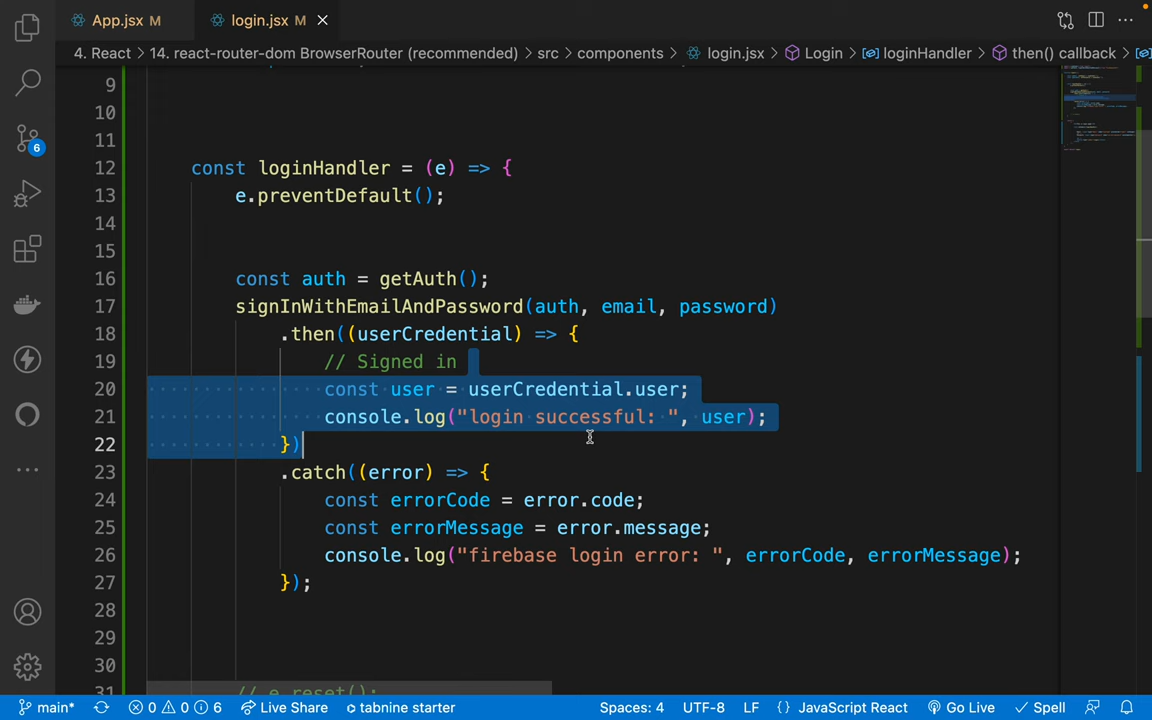 App.jsx M
login.jsx M
4. React > 14. react-router-dom BrowserRouter (recommended) > src > components > login.jsx > Login > loginHandler > then() callback >
9
10
11
12 const loginHandler = (e) => {
13 e.preventDefault();
14
15
16 const auth = getAuth();
17 signInWithEmailAndPassword(auth, email, password)
18 .then((userCredential) => {
19 // Signed in
20 const user = userCredential.user;
21 console.log("login successful: ", user);
22 })
23 .catch((error) => {
24 const errorCode = error.code;
25 const errorMessage = error.message;
26 console.log("firebase login error: ", errorCode, errorMessage);
27 });
28
29
30
31 // e.reset();
6
main* 0 0 6 Live Share tabnine starter Spaces: 4 UTF-8 LF {} JavaScript React Go Live Spell